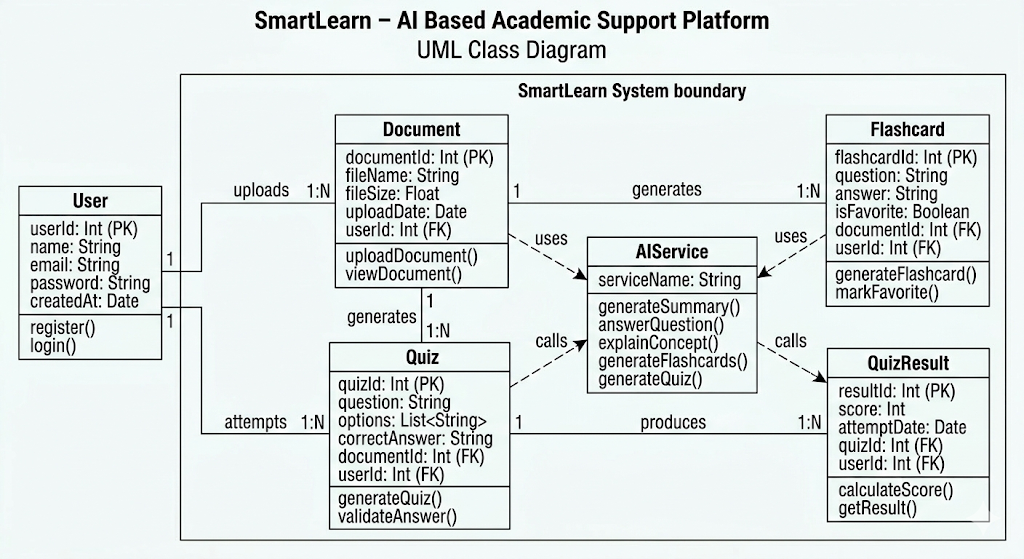 SmartLearn – AI Based Academic Support Platform
UML Class Diagram
SmartLearn System boundary
User
userId: Int (PK)
name: String
email: String
password: String
createdAt: Date
register()
login()
1
uploads
1:N
1
attempts
1:N
Document
documentId: Int (PK)
fileName: String
fileSize: Float
uploadDate: Date
userId: Int (FK)
uploadDocument()
viewDocument()
1
generates
1:N
uses
1
generates
1:N
Quiz
quizId: Int (PK)
question: String
options: List<String>
correctAnswer: String
documentId: Int (FK)
userId: Int (FK)
generateQuiz()
validateAnswer()
calls
1
produces
1:N
AIService
serviceName: String
generateSummary()
answerQuestion()
explainConcept()
generateFlashcards()
generateQuiz()
uses
calls
Flashcard
flashcardId: Int (PK)
question: String
answer: String
isFavorite: Boolean
documentId: Int (FK)
userId: Int (FK)
generateFlashcard()
markFavorite()
QuizResult
resultId: Int (PK)
score: Int
attemptDate: Date
quizId: Int (FK)
userId: Int (FK)
calculateScore()
getResult()